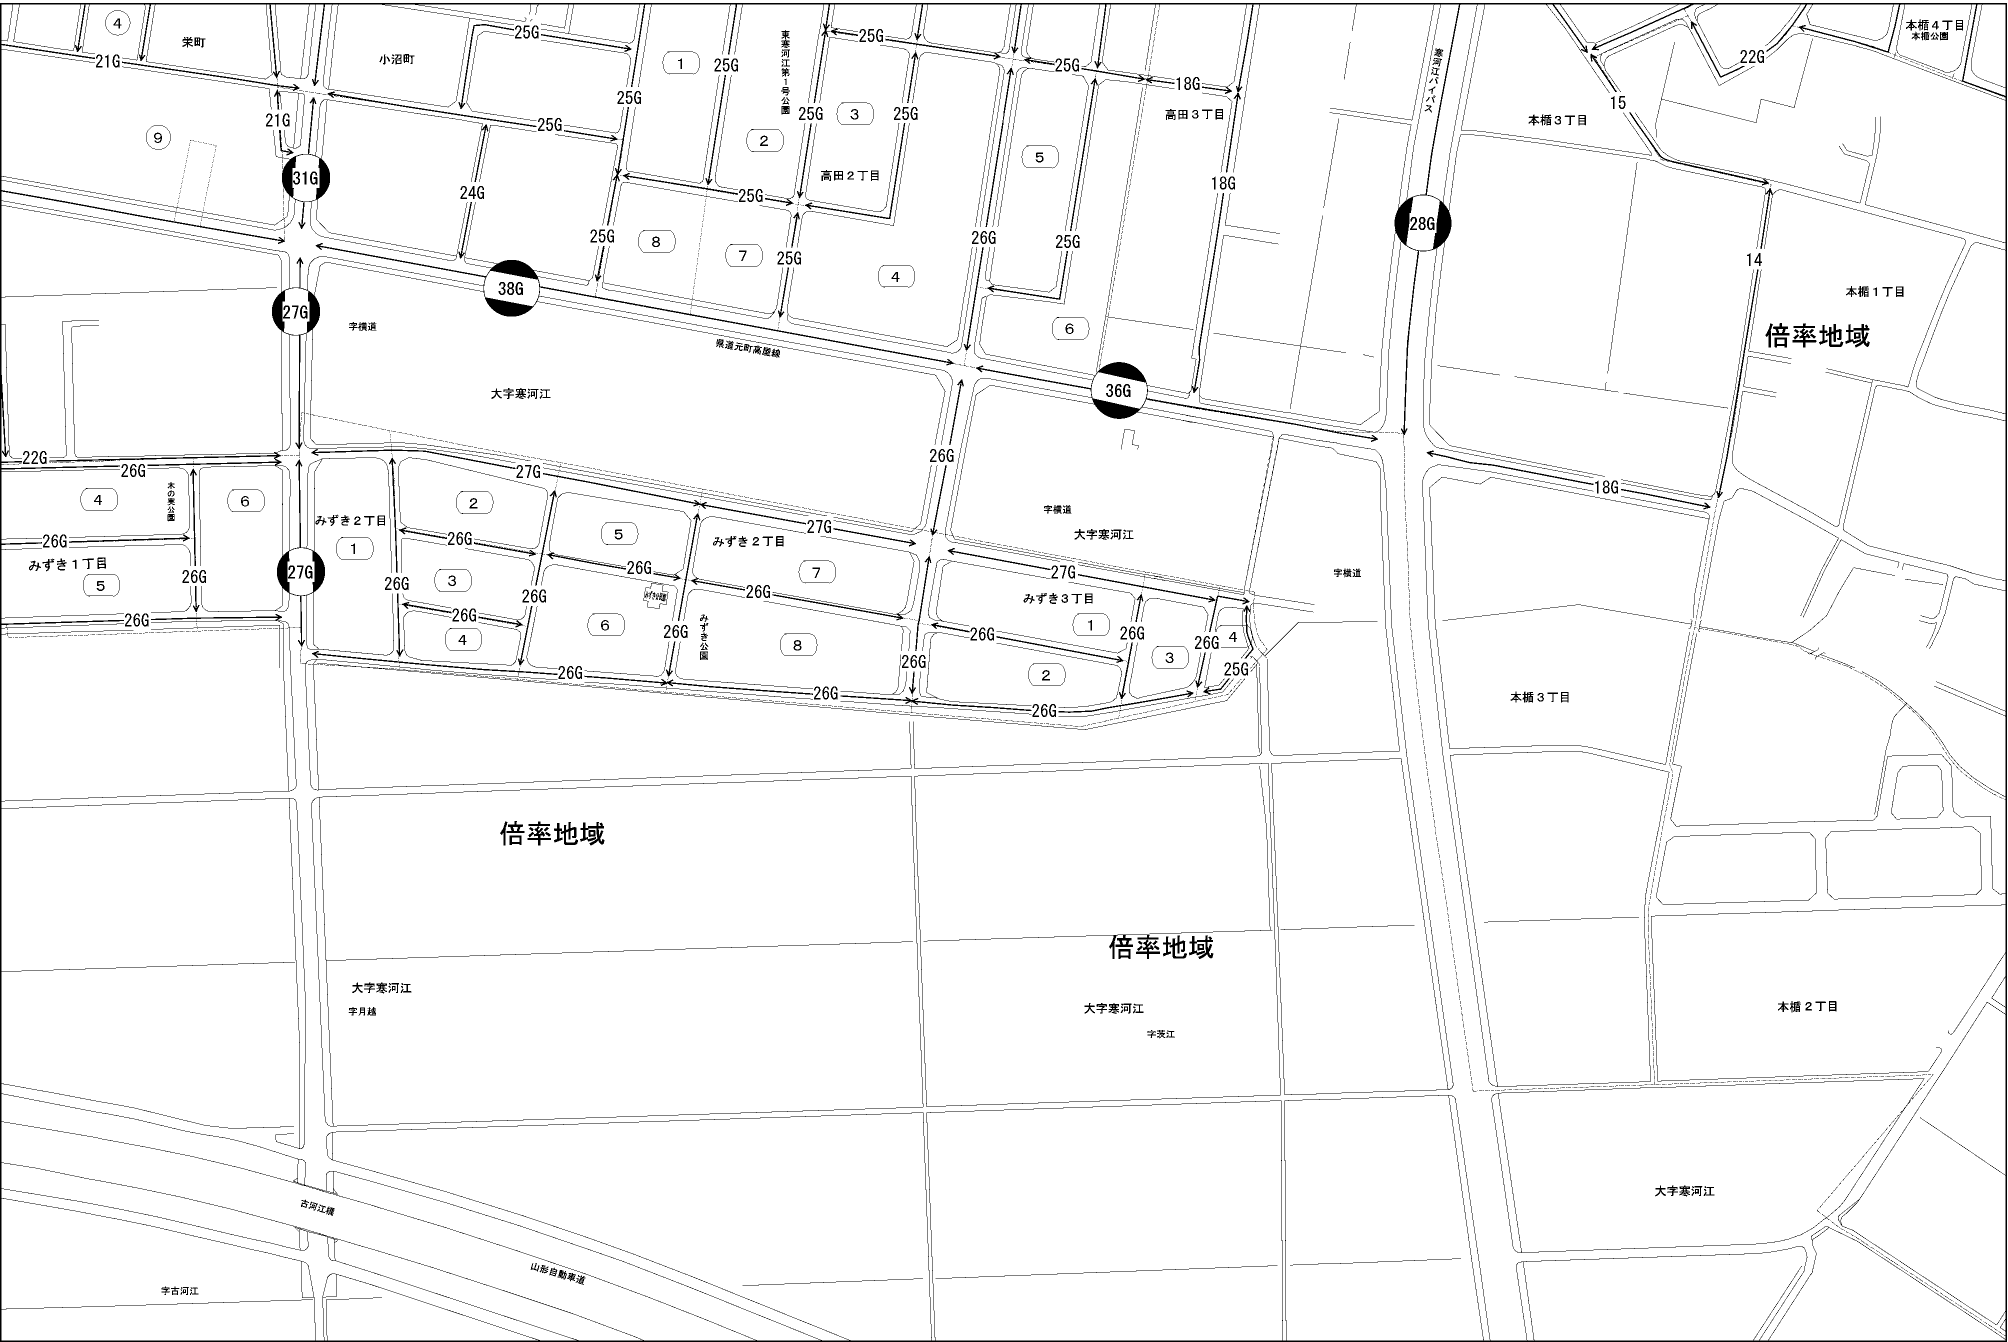 ④
栄町
小沼町
25G
①
25G
東寒河江第1号公園
25G
25G
18G
寒河江バイパス
22G
本楯4丁目
本楯公園
21G
25G
25G
③
25G
高田3丁目
15
本楯3丁目
21G
25G
⑨
②
⑤
31G
24G
25G
高田2丁目
18G
28G
25G
⑧
⑦
25G
26G
25G
14
38G
④
本楯1丁目
27G
字横道
⑥
倍率地域
県道元町高屋線
大字寒河江
36G
22G
26G
27G
26G
18G
④
木の実公園
⑥
②
27G
字横道
みずき2丁目
①
⑤
みずき2丁目
大字寒河江
26G
26G
みずき1丁目
⑤
26G
27G
26G
③
26G
26G
⑦
27G
字横道
26G
26G
みずき3丁目
26G
26G
④
⑥
26G
みずき公園
⑧
26G
①
26G
26G
④
③
26G
26G
26G
②
25G
26G
本楯3丁目
倍率地域
倍率地域
大字寒河江
字月越
大字寒河江
字茨江
本楯2丁目
大字寒河江
古河江橋
山形自動車道
字古河江